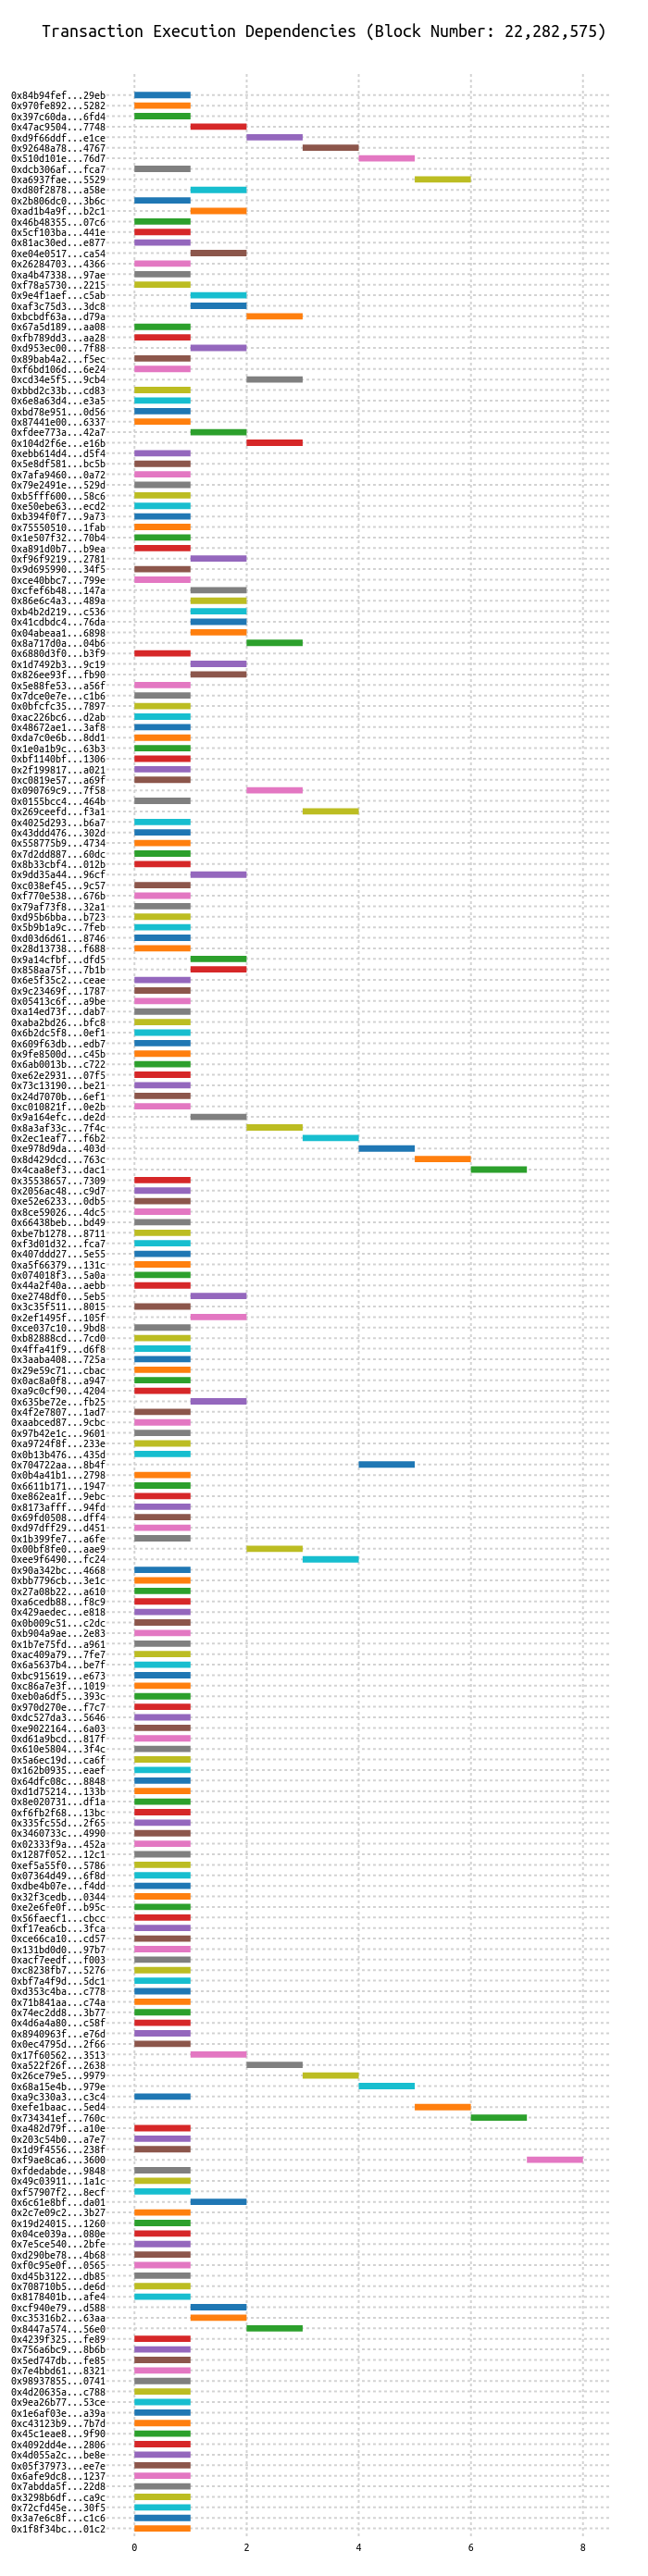 Transaction Execution Dependencies (Block Number: 22,282,575)
0x84b94fef...29eb
0x970fe892...5282
0x397c60da...6fd4
0x47ac9504...7748
0xd9f66ddf...e1ce
0x92648a78...4767
0x510d101e...76d7
0xdcb306af...fca7
0xa6937fae...5529
0xd80f2878...a58e
0x2b806dc0...3b6c
0xad1b4a9f...b2c1
0x46b48355...07c6
0x5cf103ba...441e
0x81ac30ed...e877
0xe04e0517...ca54
0x26284703...4366
0xa4b47338...97ae
0xf78a5730...2215
0x9e4f1aef...c5ab
0xaf3c75d3...3dc8
0xbcbdf63a...d79a
0x67a5d189...aa08
0xfb789dd3...aa28
0xd953ec00...7f88
0x89bab4a2...f5ec
0xf6bd106d...6e24
0xcd34e5f5...9cb4
0xbbd2c33b...cd83
0x6e8a63d4...e3a5
0xbd78e951...0d56
0x87441e00...6337
0xfdee773a...42a7
0x104d2f6e...e16b
0xebb614d4...d5f4
0x5e8df581...bc5b
0x7afa9460...0a72
0x79e2491e...529d
0xb5fff600...58c6
0xe50ebe63...ecd2
0xb394f0f7...9a73
0x75550510...1fab
0x1e507f32...70b4
0xa891d0b7...b9ea
0xf96f9219...2781
0x9d695990...34f5
0xce40bbc7...799e
0xcfef6b48...147a
0x86e6c4a3...489a
0xb4b2d219...c536
0x41cdbdc4...76da
0x04abeaa1...6898
0x8a717d0a...04b6
0x6880d3f0...b3f9
0x1d7492b3...9c19
0x826ee93f...fb90
0x5e88fe53...a56f
0x7dce0e7e...c1b6
0x0bfcfc35...7897
0xac226bc6...d2ab
0x48672ae1...3af8
0xda7c0e6b...8dd1
0x1e0a1b9c...63b3
0xbf1140bf...1306
0x2f199817...a021
0xc0819e57...a69f
0x090769c9...7f58
0x0155bcc4...464b
0x269ceefd...f3a1
0x4025d293...b6a7
0x43ddd476...302d
0x558775b9...4734
0x7d2dd887...60dc
0x8b33cbf4...012b
0x9dd35a44...96cf
0xc038ef45...9c57
0xf770e538...676b
0x79af73f8...32a1
0xd95b6bba...b723
0x5b9b1a9c...7feb
0xd03d6d61...8746
0x28d13738...f688
0x9a14cfbf...dfd5
0x858aa75f...7b1b
0x6e5f35c2...ceae
0x9c23469f...1787
0x05413c6f...a9be
0xa14ed73f...dab7
0xaba2bd26...bfc8
0x6b2dc5f8...0ef1
0x609f63db...edb7
0x9fe8500d...c45b
0x6ab0013b...c722
0xe62e2931...07f5
0x73c13190...be21
0x24d7070b...6ef1
0xc010821f...0e2b
0x9a164efc...de2d
0x8a3af33c...7f4c
0x2ec1eaf7...f6b2
0xe978d9da...403d
0x8d429dcd...763c
0x4caa8ef3...dac1
0x35538657...7309
0x2056ac48...c9d7
0xe52e6233...0db5
0x8ce59026...4dc5
0x66438beb...bd49
0xbe7b1278...8711
0xf3d01d32...fca7
0x407ddd27...5e55
0xa5f66379...131c
0x074018f3...5a0a
0x44a2f40a...aebb
0xe2748df0...5eb5
0x3c35f511...8015
0x2ef1495f...105f
0xce037c10...9bd8
0xb82888cd...7cd0
0x4ffa41f9...d6f8
0x3aaba408...725a
0x29e59c71...cbac
0x0ac8a0f8...a947
0xa9c0cf90...4204
0x635be72e...fb25
0x4f2e7807...1ad7
0xaabced87...9cbc
0x97b42e1c...9601
0xa9724f8f...233e
0x0b13b476...435d
0x704722aa...8b4f
0x0b4a41b1...2798
0x6611b171...1947
0xe862ea1f...9ebc
0x8173afff...94fd
0x69fd0508...dff4
0xd97dff29...d451
0x1b399fe7...a6fe
0x00bf8fe0...aae9
0xee9f6490...fc24
0x90a342bc...4668
0xbb7796cb...3e1c
0x27a08b22...a610
0xa6cedb88...f8c9
0x429aedec...e818
0x0b009c51...c2dc
0xb904a9ae...2e83
0x1b7e75fd...a961
0xac409a79...7fe7
0x6a5637b4...be7f
0xbc915619...e673
0xc86a7e3f...1019
0xeb0a6df5...393c
0x970d270e...f7c7
0xdc527da3...5646
0xe9022164...6a03
0xd61a9bcd...817f
0x610e5804...3f4c
0x5a6ec19d...ca6f
0x162b0935...eaef
0x64dfc08c...8848
0xd1d75214...133b
0x8e020731...df1a
0xf6fb2f68...13bc
0x335fc55d...2f65
0x3460733c...4990
0x02333f9a...452a
0x1287f052...12c1
0xef5a55f0...5786
0x07364d49...6f8d
0xdbe4b07e...f4dd
0x32f3cedb...0344
0xe2e6fe0f...b95c
0x56faecf1...cbcc
0xf17ea6cb...3fca
0xce66ca10...cd57
0x131bd0d0...97b7
0xacf7eedf...f003
0xc8238fb7...5276
0xbf7a4f9d...5dc1
0xd353c4ba...c778
0x71b841aa...c74a
0x74ec2dd8...3b77
0x4d6a4a80...c58f
0x8940963f...e76d
0x0ec4795d...2f66
0x17f60562...3513
0xa522f26f...2638
0x26ce79e5...9979
0x68a15e4b...979e
0xa9c330a3...c3c4
0xefe1baac...5ed4
0x734341ef...760c
0xa482d79f...a10e
0x203c54b0...a7e7
0x1d9f4556...238f
0xf9ae8ca6...3600
0xfdedabde...9848
0x49c03911...1a1c
0xf57907f2...8ecf
0x6c61e8bf...da01
0x2c7e09c2...3b27
0x19d24015...1260
0x04ce039a...080e
0x7e5ce540...2bfe
0xd290be78...4b68
0xf0c95e0f...0565
0xd45b3122...db85
0x708710b5...de6d
0x8178401b...afe4
0xcf940e79...d588
0xc35316b2...63aa
0x8447a574...56e0
0x4239f325...fe89
0x756a6bc9...8b6b
0x5ed747db...fe85
0x7e4bbd61...8321
0x98937855...0741
0x4d20635a...c788
0x9ea26b77...53ce
0x1e6af03e...a39a
0xc43123b9...7b7d
0x45c1eae8...9f90
0x4092dd4e...2806
0x4d055a2c...be8e
0x05f37973...ee7e
0x6afe9dc8...1237
0x7abdda5f...22d8
0x3298b6df...ca9c
0x72cfd45e...30f5
0x3a7e6c8f...c1c6
0x1f8f34bc...01c2
0 2 4 6 8